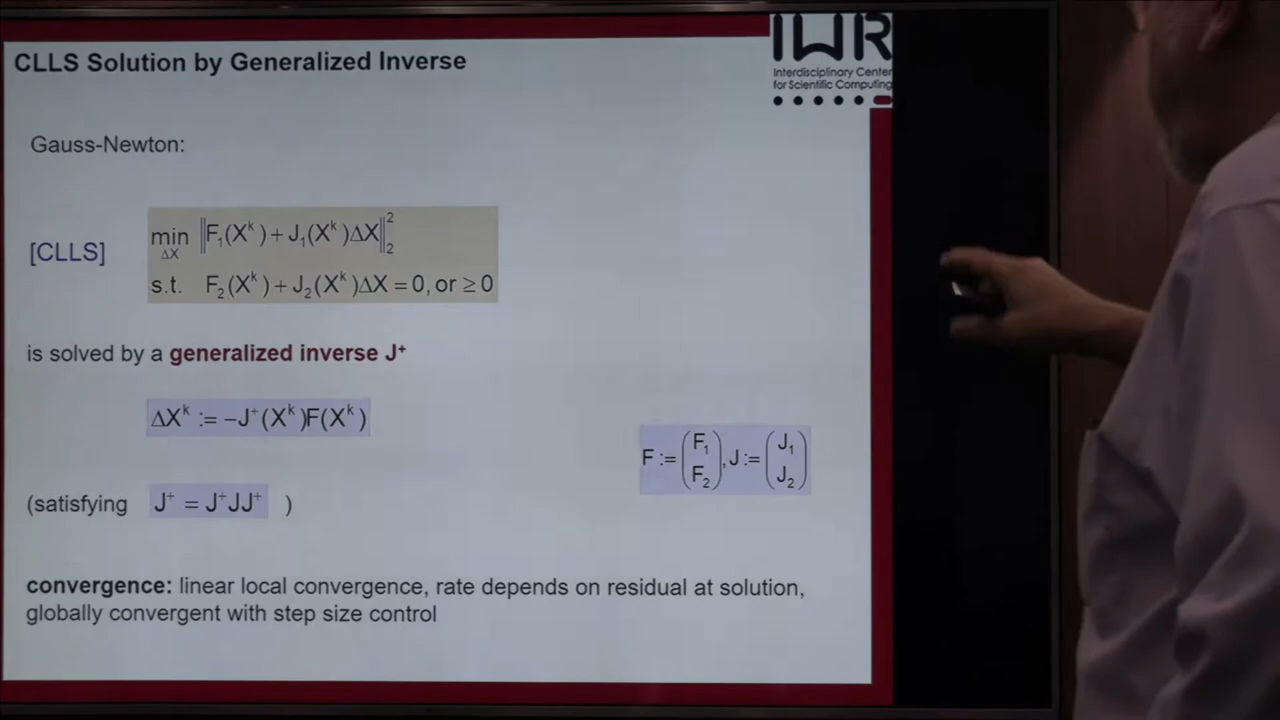 CLLS Solution by Generalized Inverse
IWR
Interdisciplinary Center
for Scientific Computing
Gauss-Newton:
[CLLS]
min_ΔX ‖F₁(Xᵏ) + J₁(Xᵏ)ΔX‖₂²
s.t. F₂(Xᵏ) + J₂(Xᵏ)ΔX = 0, or ≥ 0
is solved by a generalized inverse J⁺
ΔXᵏ := −J⁺(Xᵏ)F(Xᵏ)
F := (F₁ F₂), J := (J₁ J₂)
(satisfying J⁺ = J⁺JJ⁺ )
convergence: linear local convergence, rate depends on residual at solution,
globally convergent with step size control